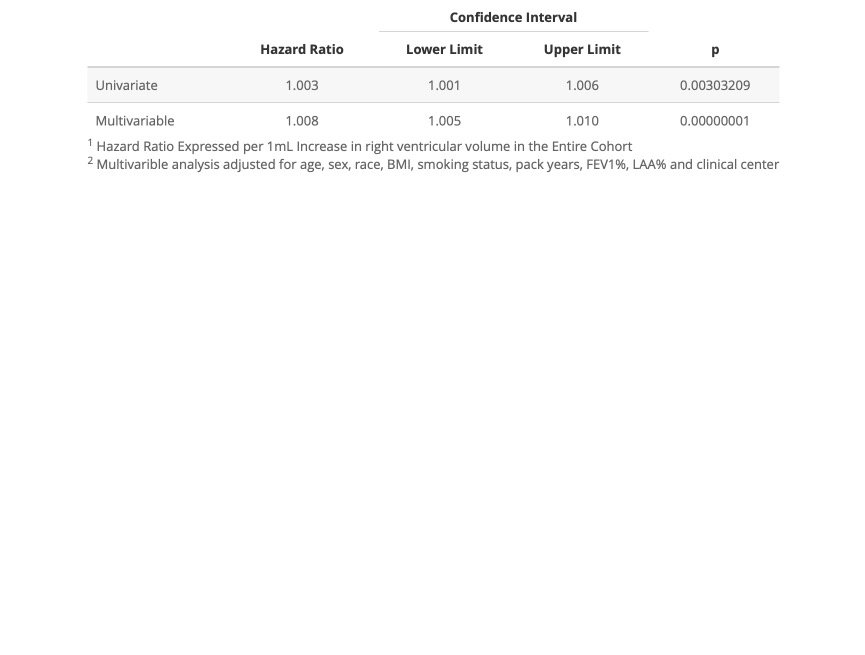 Confidence Interval
Hazard Ratio Lower Limit Upper Limit p
Univariate 1.003 1.001 1.006 0.00303209
Multivariable 1.008 1.005 1.010 0.00000001
1 Hazard Ratio Expressed per 1mL Increase in right ventricular volume in the Entire Cohort
2 Multivarible analysis adjusted for age, sex, race, BMI, smoking status, pack years, FEV1%, LAA% and clinical center